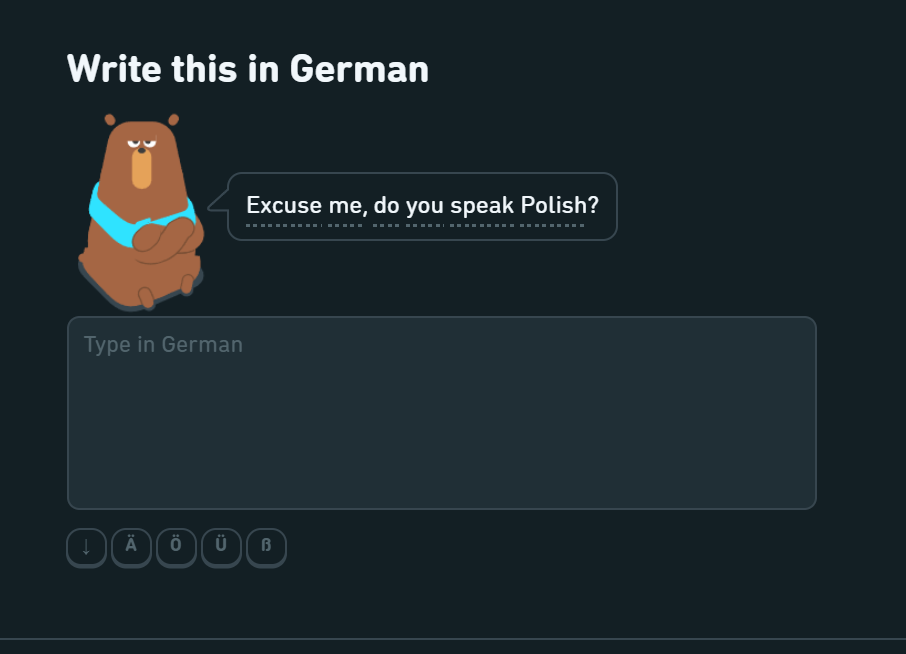 Write this in German
Excuse me, do you speak Polish?
Type in German
↓ Ä Ö Ü ß